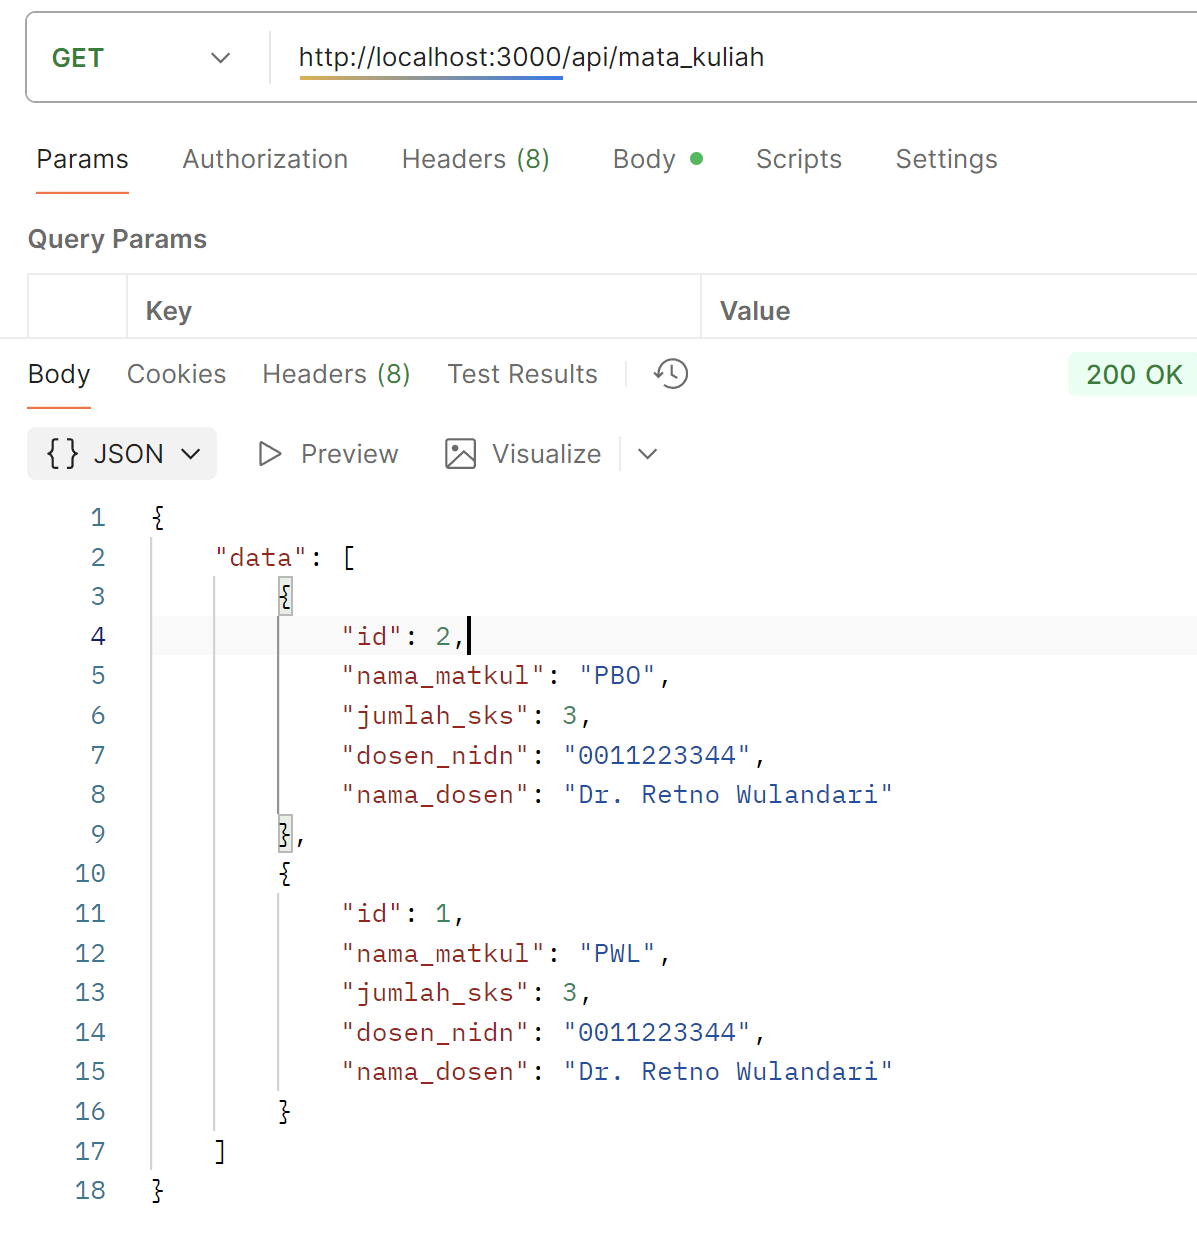 GET http://localhost:3000/api/mata_kuliah
Params Authorization Headers (8) Body Scripts Settings
Query Params
Key Value
Body Cookies Headers (8) Test Results 200 OK
{} JSON Preview Visualize
1 {
2 "data": [
3 {
4 "id": 2,
5 "nama_matkul": "PBO",
6 "jumlah_sks": 3,
7 "dosen_nidn": "0011223344",
8 "nama_dosen": "Dr. Retno Wulandari"
9 },
10 {
11 "id": 1,
12 "nama_matkul": "PWL",
13 "jumlah_sks": 3,
14 "dosen_nidn": "0011223344",
15 "nama_dosen": "Dr. Retno Wulandari"
16 }
17 ]
18 }